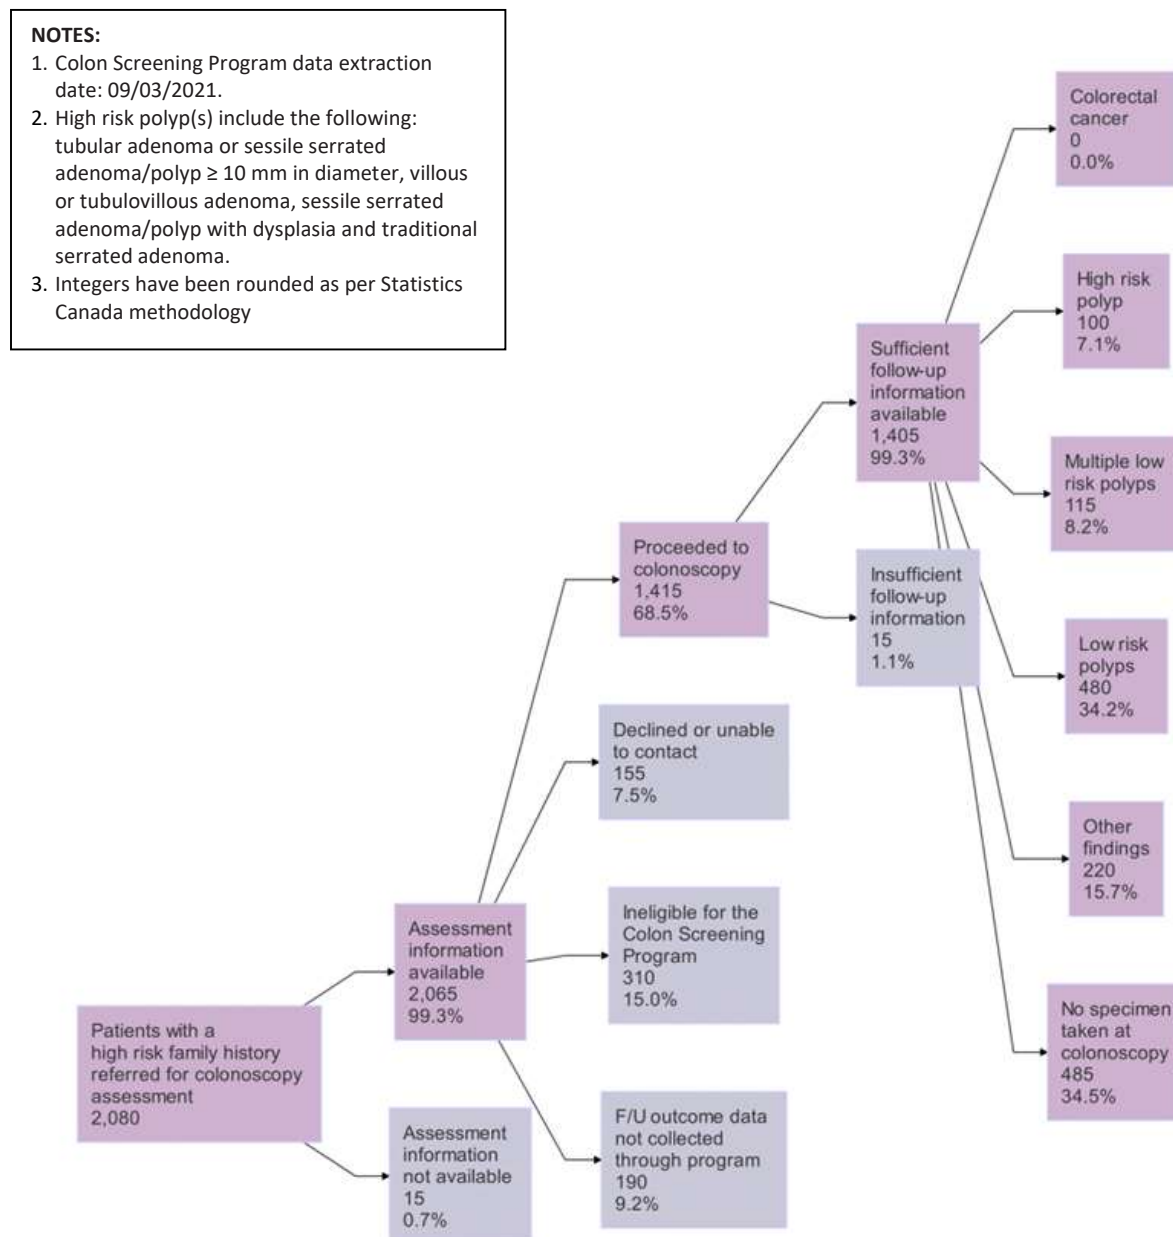 NOTES:
1. Colon Screening Program data extraction
date: 09/03/2021.
2. High risk polyp(s) include the following:
tubular adenoma or sessile serrated
adenoma/polyp ≥ 10 mm in diameter, villous
or tubulovillous adenoma, sessile serrated
adenoma/polyp with dysplasia and traditional
serrated adenoma.
3. Integers have been rounded as per Statistics
Canada methodology
Patients with a
high risk family history
referred for colonoscopy
assessment
2,080
Assessment
information
available
2,065
99.3%
Assessment
information
not available
15
0.7%
Proceeded to
colonoscopy
1,415
68.5%
Declined or unable
to contact
155
7.5%
Ineligible for the
Colon Screening
Program
310
15.0%
F/U outcome data
not collected
through program
190
9.2%
Sufficient
follow-up
information
available
1,405
99.3%
Insufficient
follow-up
information
15
1.1%
Colorectal
cancer
0
0.0%
High risk
polyp
100
7.1%
Multiple low
risk polyps
115
8.2%
Low risk
polyps
480
34.2%
Other
findings
220
15.7%
No specimen
taken at
colonoscopy
485
34.5%